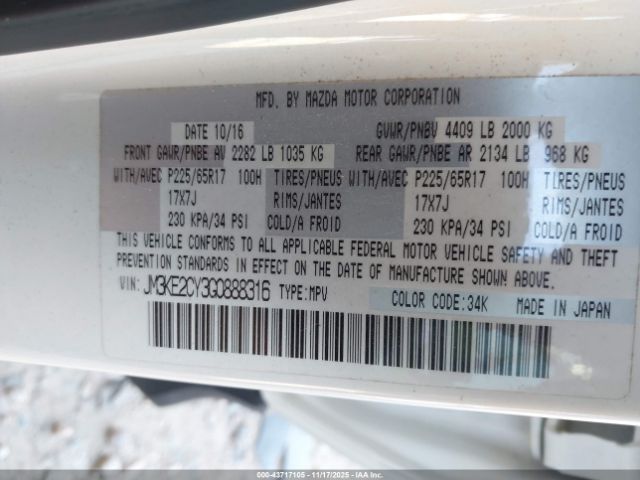 MFD. BY MAZDA MOTOR CORPORATION
DATE 10/16 GVWR/PNBV 4409 LB 2000 KG
FRONT GAWR/PNBE AV 2282 LB 1035 KG REAR GAWR/PNBE AR 2134 LB 968 KG
WITH/AVEC P225/65R17 100H TIRES/PNEUS WITH/AVEC P225/65R17 100H TIRES/PNEUS
17X7J RIMS/JANTES 17X7J RIMS/JANTES
230 KPA/34 PSI COLD/A FROID 230 KPA/34 PSI COLD/A FROID
THIS VEHICLE CONFORMS TO ALL APPLICABLE FEDERAL MOTOR VEHICLE SAFETY AND THEFT
PREVENTION STANDARDS IN EFFECT ON THE DATE OF MANUFACTURE SHOWN ABOVE.
VIN: JM3KE2CY3G0888316 TYPE:MPV COLOR CODE:34K MADE IN JAPAN
000-43717105 - 11/17/2025 - IAAI.COM